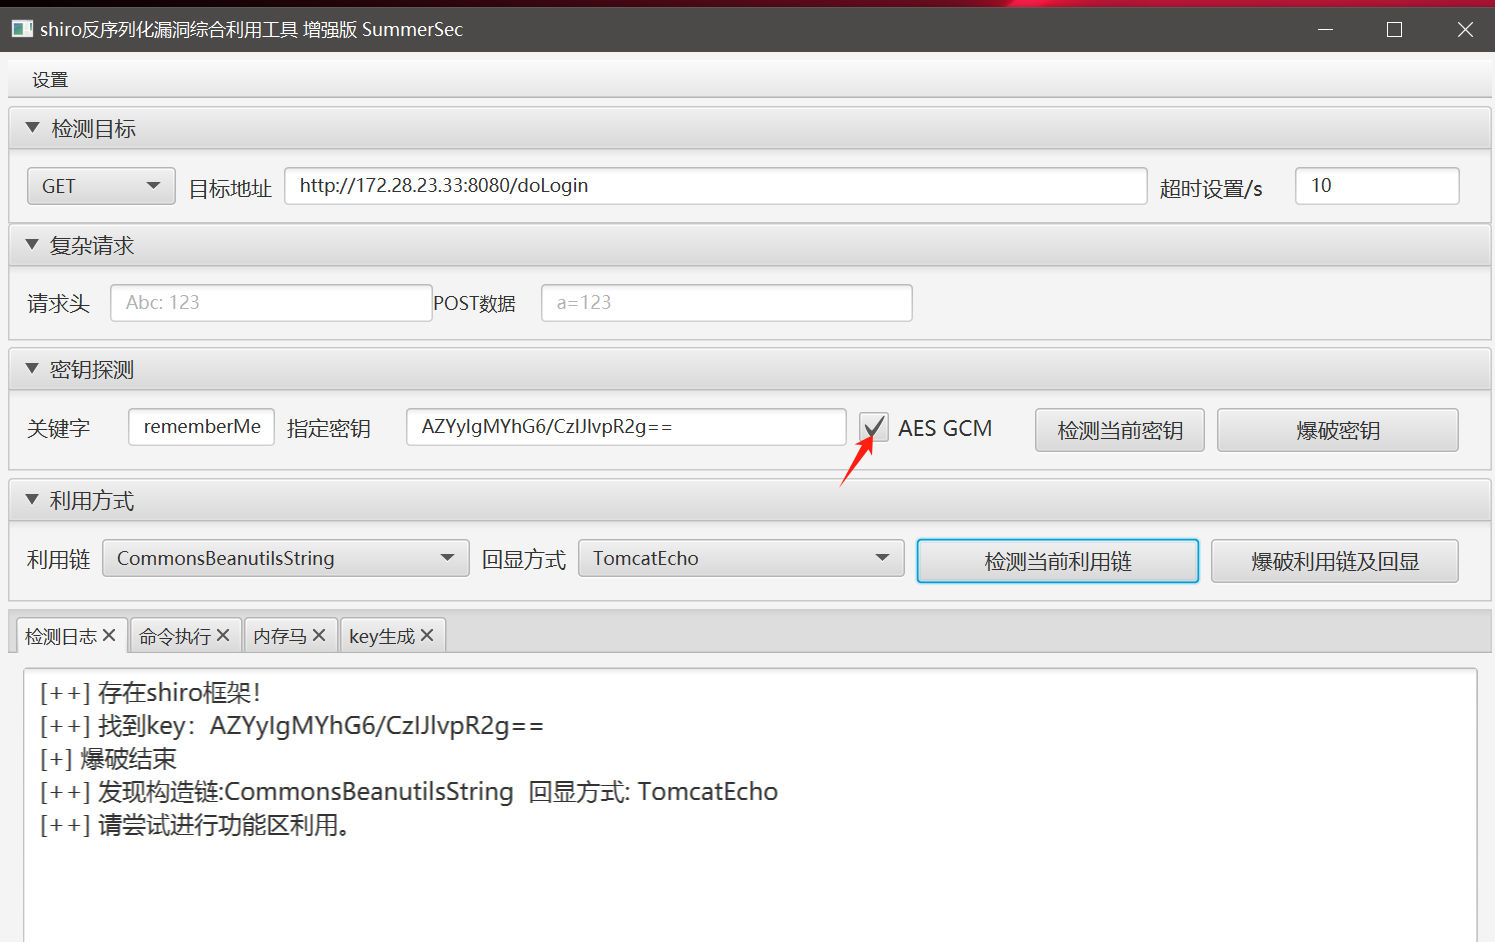 shiro反序列化漏洞综合利用工具 增强版 SummerSec
设置
检测目标
GET 目标地址 http://172.28.23.33:8080/doLogin 超时设置/s 10
复杂请求
请求头 Abc: 123 POST数据 a=123
密钥探测
关键字 rememberMe 指定密钥 AZYyIgMYhG6/CzIJlvpR2g== AES GCM 检测当前密钥 爆破密钥
利用方式
利用链 CommonsBeanutilsString 回显方式 TomcatEcho 检测当前利用链 爆破利用链及回显
检测日志 命令执行 内存马 key生成
[++] 存在shiro框架!
[++] 找到key：AZYyIgMYhG6/CzIJlvpR2g==
[+] 爆破结束
[++] 发现构造链:CommonsBeanutilsString 回显方式: TomcatEcho
[++] 请尝试进行功能区利用。